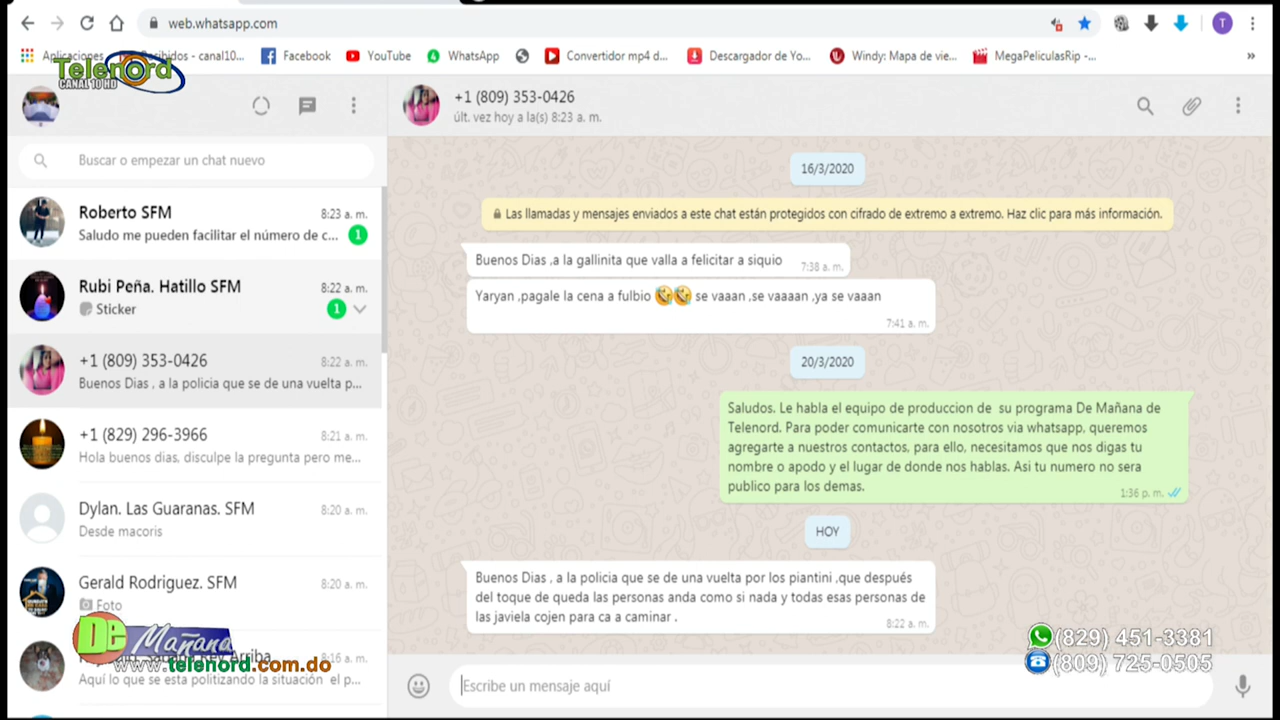 web.whatsapp.com
T
Aplicaciones
Recibidos - canal10...
Facebook
YouTube
WhatsApp
Convertidor mp4 d...
Descargador de Yo...
Windy: Mapa de vie...
MegaPeliculasRip -...
»
Telenord
CANAL 10 HD
Buscar o empezar un chat nuevo
Roberto SFM
8:23 a. m.
Saludo me pueden facilitar el número de c...
1
Rubi Peña. Hatillo SFM
8:22 a. m.
Sticker
1
+1 (809) 353-0426
8:22 a. m.
Buenos Dias , a la policia que se de una vuelta p...
+1 (829) 296-3966
8:21 a. m.
Hola buenos dias, disculpe la pregunta pero me...
Dylan. Las Guaranas. SFM
8:20 a. m.
Desde macoris
Gerald Rodriguez. SFM
8:20 a. m.
Foto
Arriba
8:16 a. m.
Aquí lo que se esta politizando la situación el p...
De Mañana
www.telenord.com.do
+1 (809) 353-0426
últ. vez hoy a la(s) 8:23 a. m.
16/3/2020
Las llamadas y mensajes enviados a este chat están protegidos con cifrado de extremo a extremo. Haz clic para más información.
Buenos Dias ,a la gallinita que valla a felicitar a siquio
7:38 a. m.
Yaryan ,pagale la cena a fulbio 🤣🤣 se vaaan ,se vaaaan ,ya se vaaan
7:41 a. m.
20/3/2020
Saludos. Le habla el equipo de produccion de su programa De Mañana de
Telenord. Para poder comunicarte con nosotros via whatsapp, queremos
agregarte a nuestros contactos, para ello, necesitamos que nos digas tu
nombre o apodo y el lugar de donde nos hablas. Asi tu numero no sera
publico para los demas.
1:36 p. m.
HOY
Buenos Dias , a la policia que se de una vuelta por los piantini ,que después
del toque de queda las personas anda como si nada y todas esas personas de
las javiela cojen para ca a caminar .
8:22 a. m.
Escribe un mensaje aquí
(829) 451-3381
(809) 725-0505